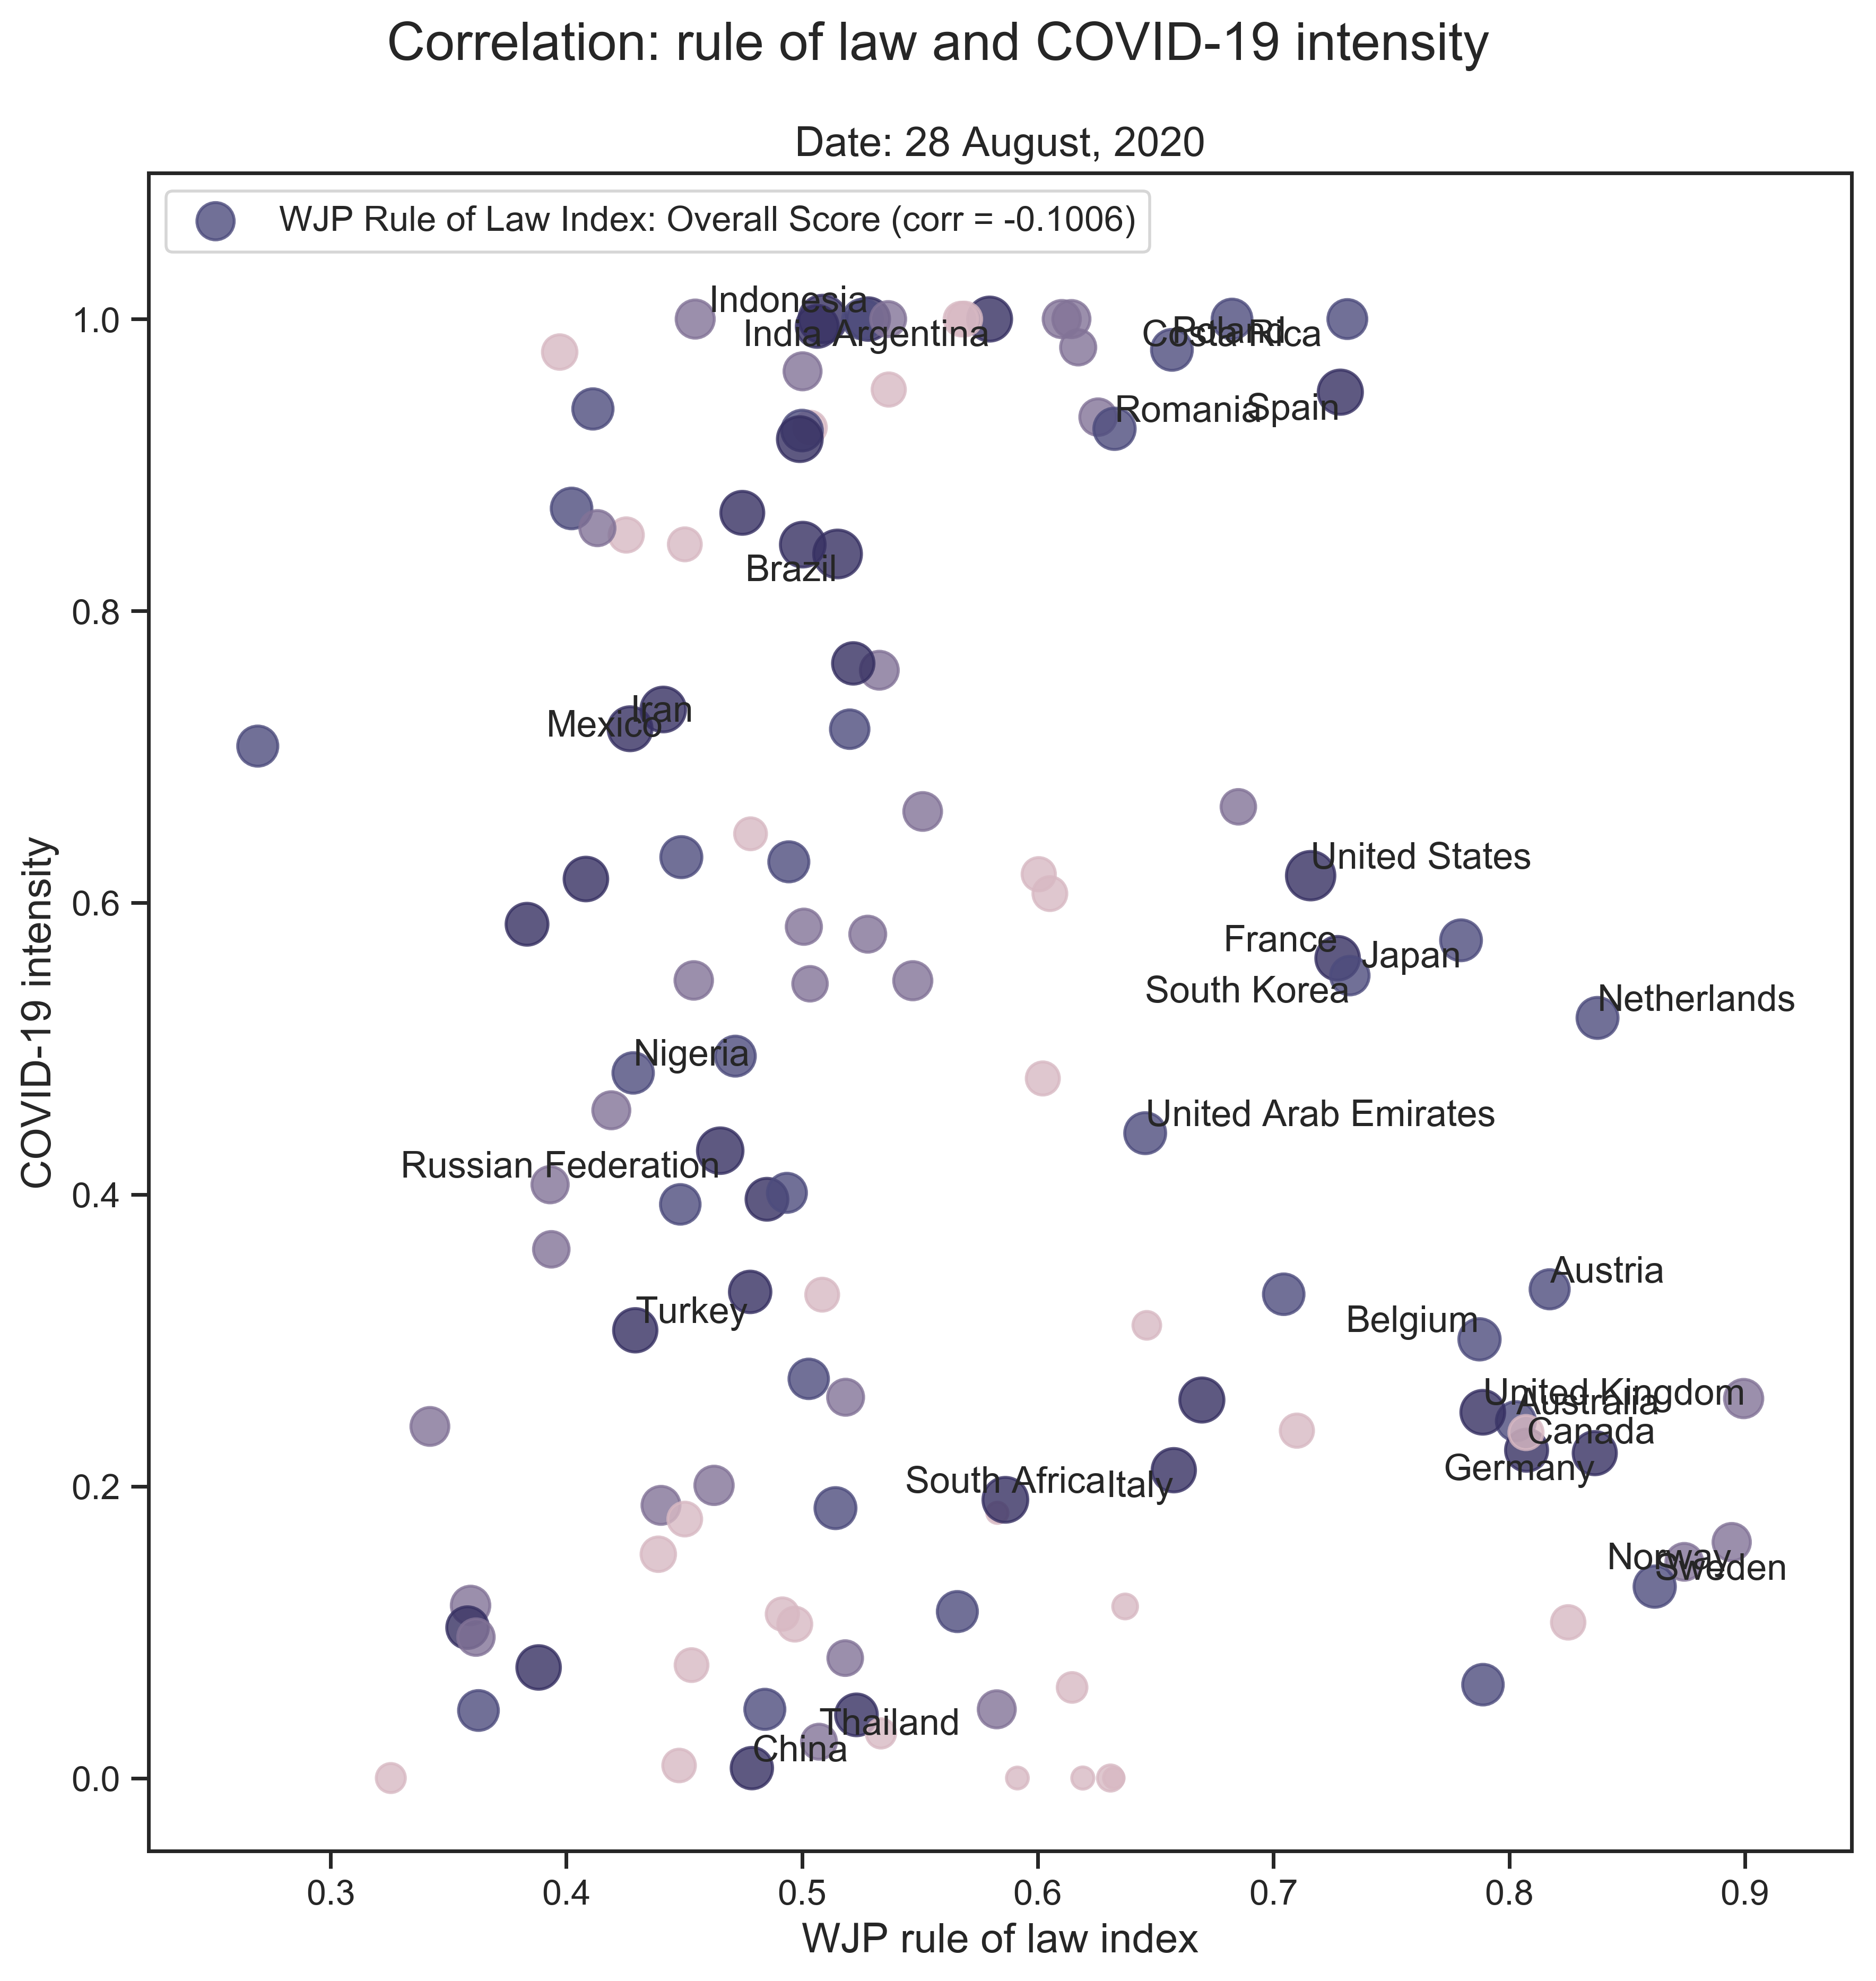 Correlation: rule of law and COVID-19 intensity
Date: 28 August, 2020
WJP Rule of Law Index: Overall Score (corr = -0.1006)
COVID-19 intensity
1.0
0.8
0.6
0.4
0.2
0.0
Indonesia
India
Argentina
Costa Rica
Poland
Romania
Spain
Brazil
Iran
Mexico
United States
France
Japan
South Korea
Netherlands
Nigeria
United Arab Emirates
Russian Federation
Austria
Turkey
Belgium
United Kingdom
Australia
Canada
Germany
South Africa
Italy
Norway
Sweden
Thailand
China
0.3
0.4
0.5
0.6
0.7
0.8
0.9
WJP rule of law index